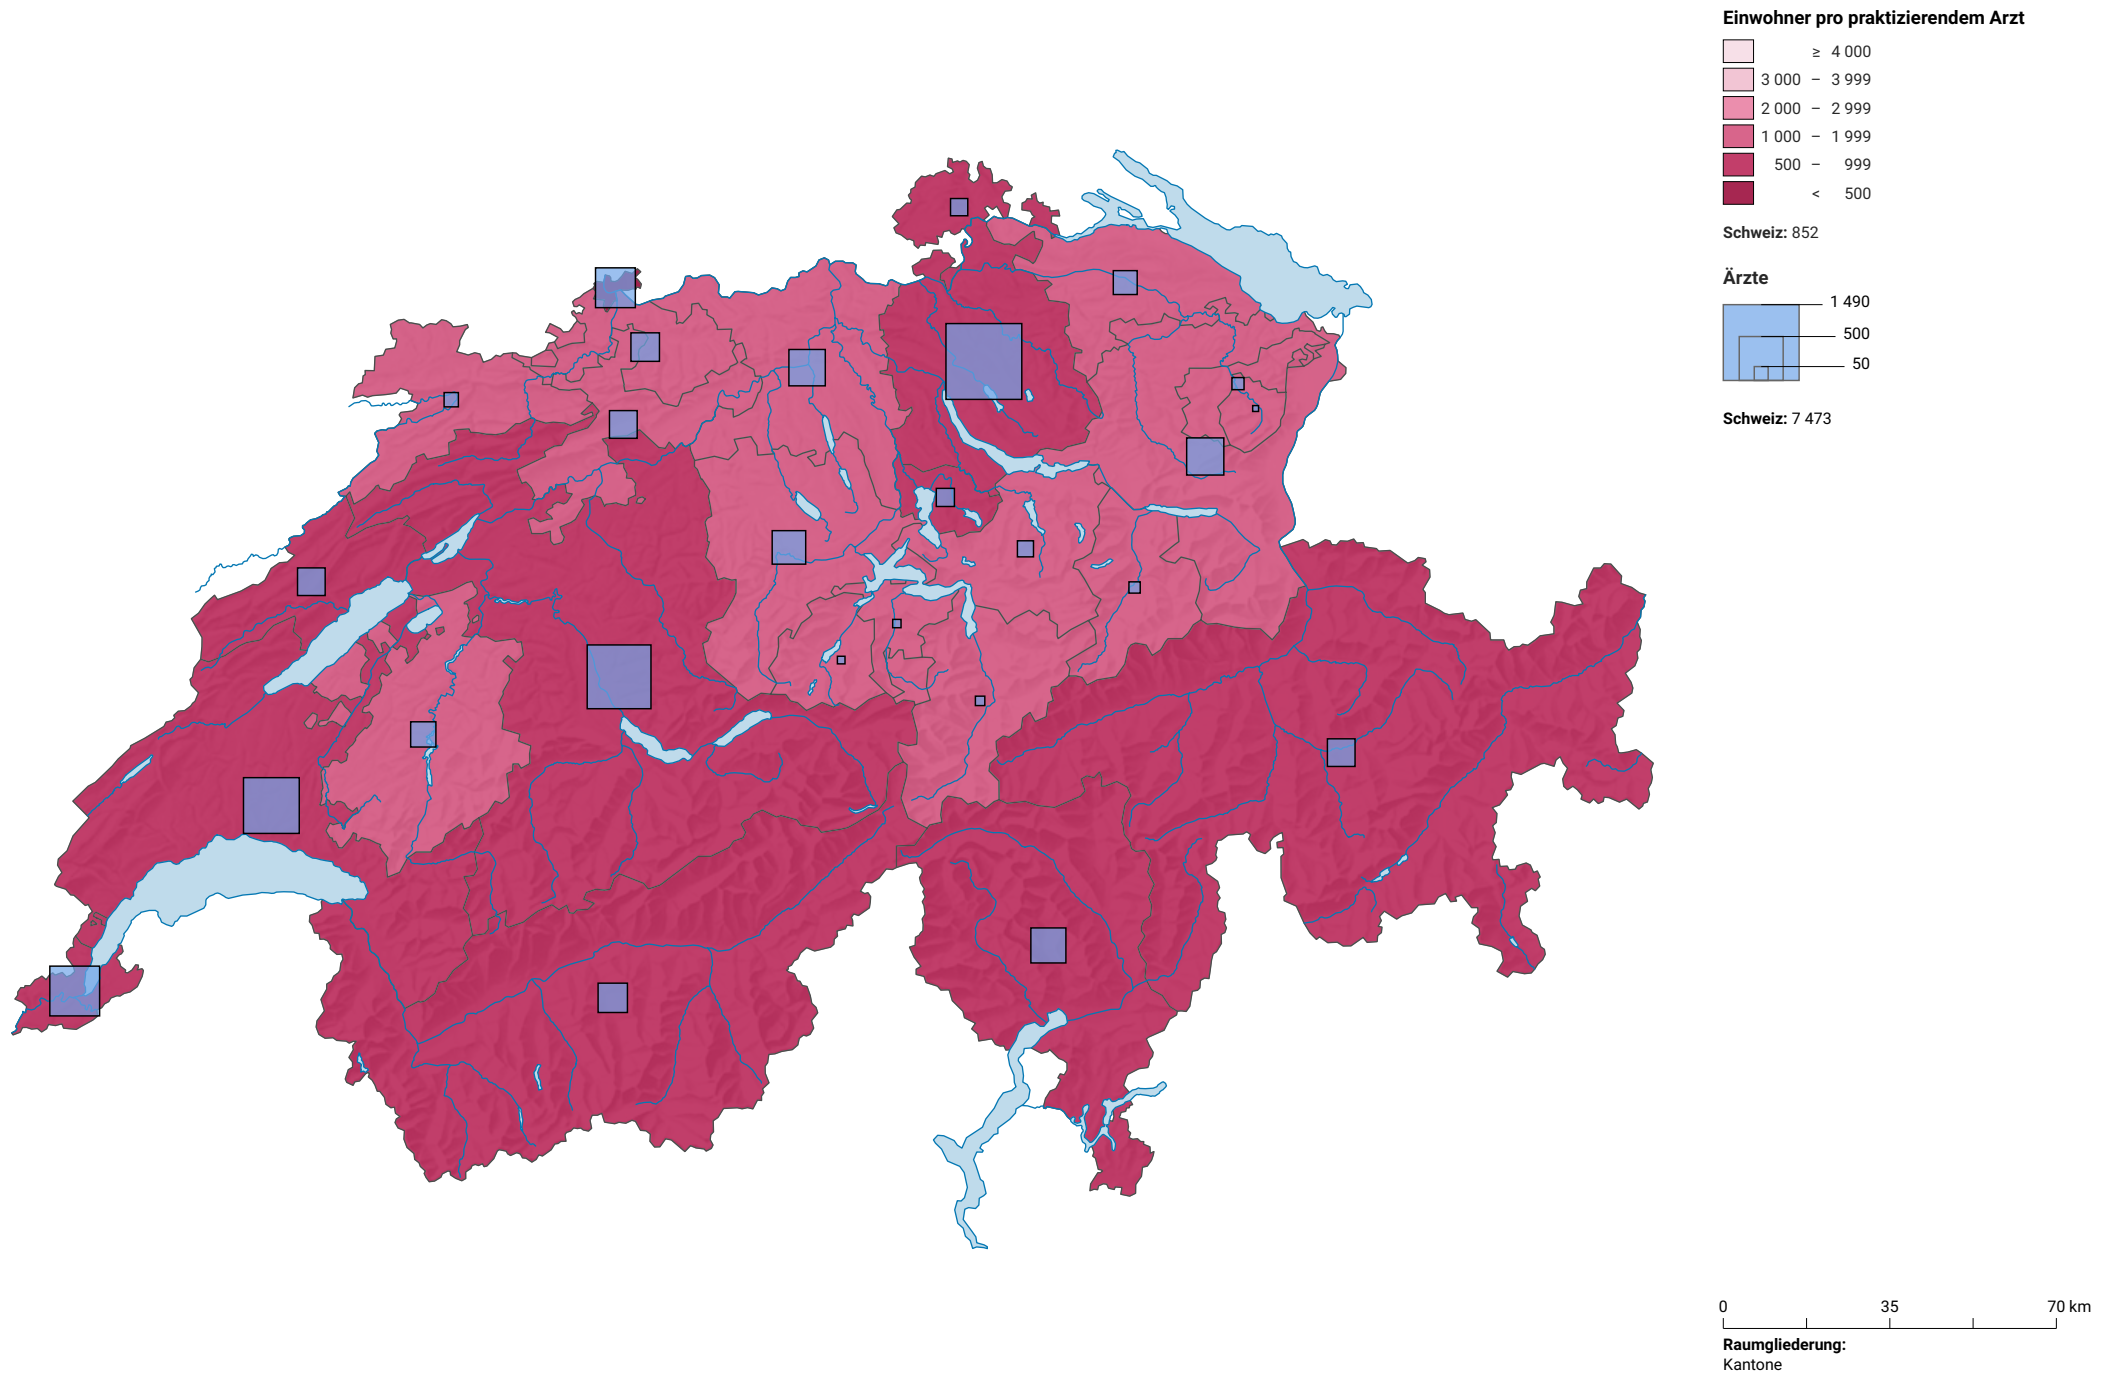 Einwohner pro praktizierendem Arzt
≥ 4 000
3 000 – 3 999
2 000 – 2 999
1 000 – 1 999
500 – 999
< 500
Schweiz: 852
Ärzte
1 490
500
50
Schweiz: 7 473
0 35 70 km
Raumgliederung:
Kantone